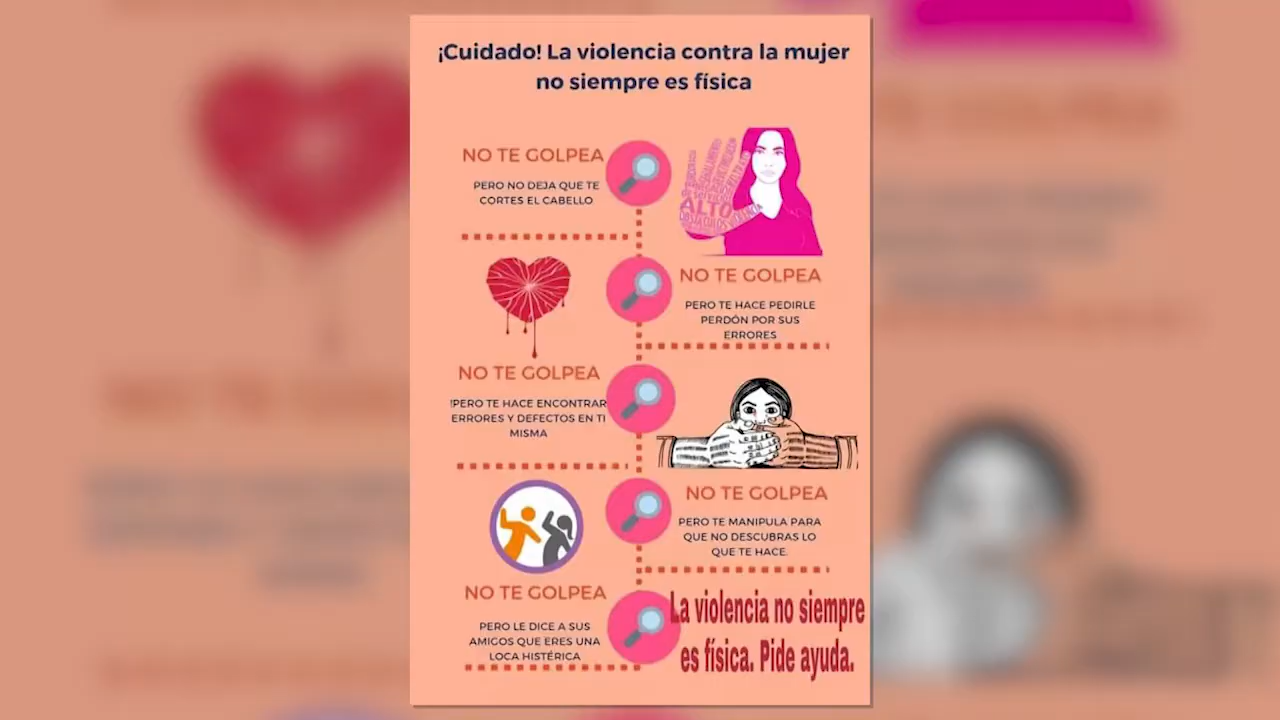 ¡Cuidado! La violencia contra la mujer
no siempre es física
NO TE GOLPEA
PERO NO DEJA QUE TE
CORTES EL CABELLO
ALTO
VIOLENCIA
NO TE GOLPEA
PERO TE HACE PEDIRLE
PERDÓN POR SUS
ERRORES
NO TE GOLPEA
!PERO TE HACE ENCONTRAR
ERRORES Y DEFECTOS EN TI
MISMA
NO TE GOLPEA
PERO TE MANIPULA PARA
QUE NO DESCUBRAS LO
QUE TE HACE.
NO TE GOLPEA
PERO LE DICE A SUS
AMIGOS QUE ERES UNA
LOCA HISTÉRICA
La violencia no siempre
es física. Pide ayuda.